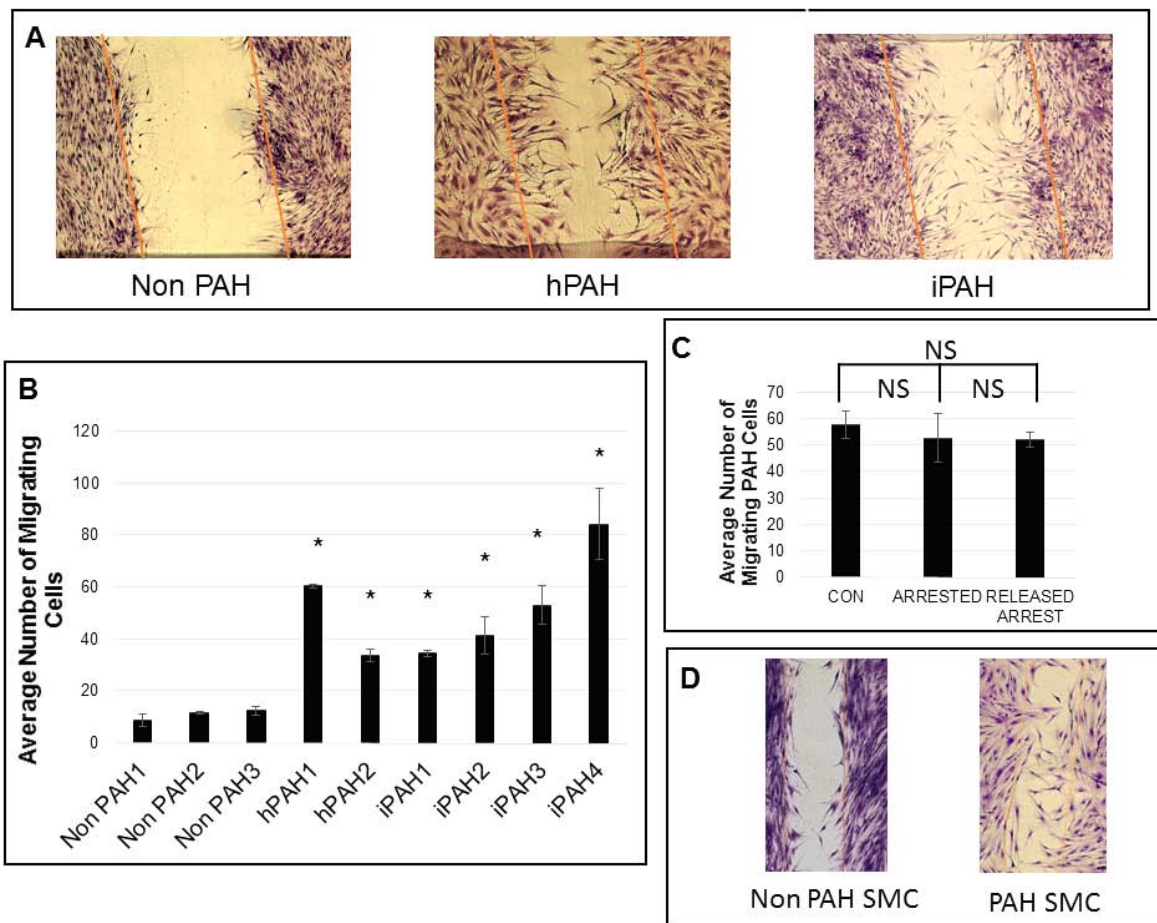 A
Non PAH
hPAH
iPAH
B
Average Number of Migrating
Cells
120
100
80
60
40
20
0
*
*
*
*
*
*
Non PAH1
Non PAH2
Non PAH3
hPAH1
hPAH2
iPAH1
iPAH2
iPAH3
iPAH4
C
NS
NS
NS
Average Number of
Migrating PAH Cells
70
60
50
40
30
20
10
0
CON
ARRESTED
RELEASED
ARREST
D
Non PAH SMC
PAH SMC